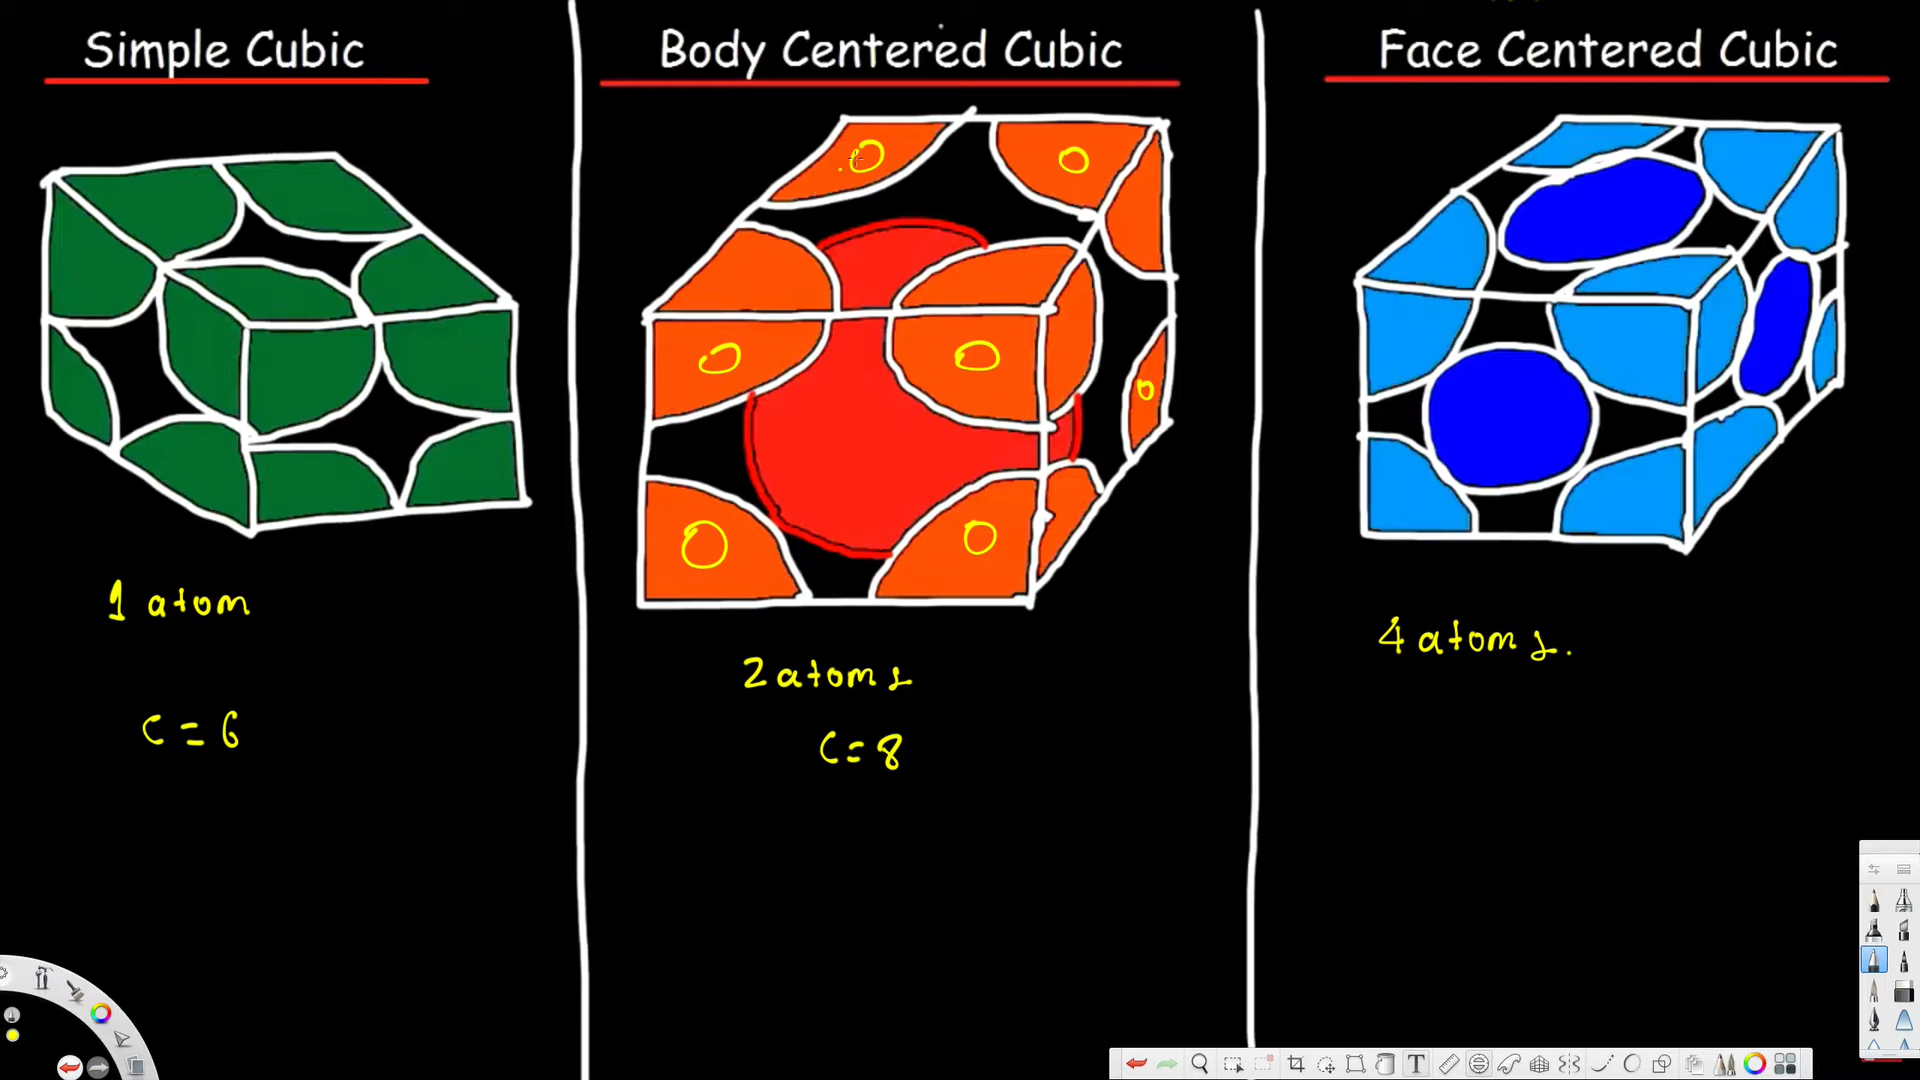 Simple Cubic
Body Centered Cubic
Face Centered Cubic
1 atom
C = 6
2 atoms
C = 8
4 atoms.